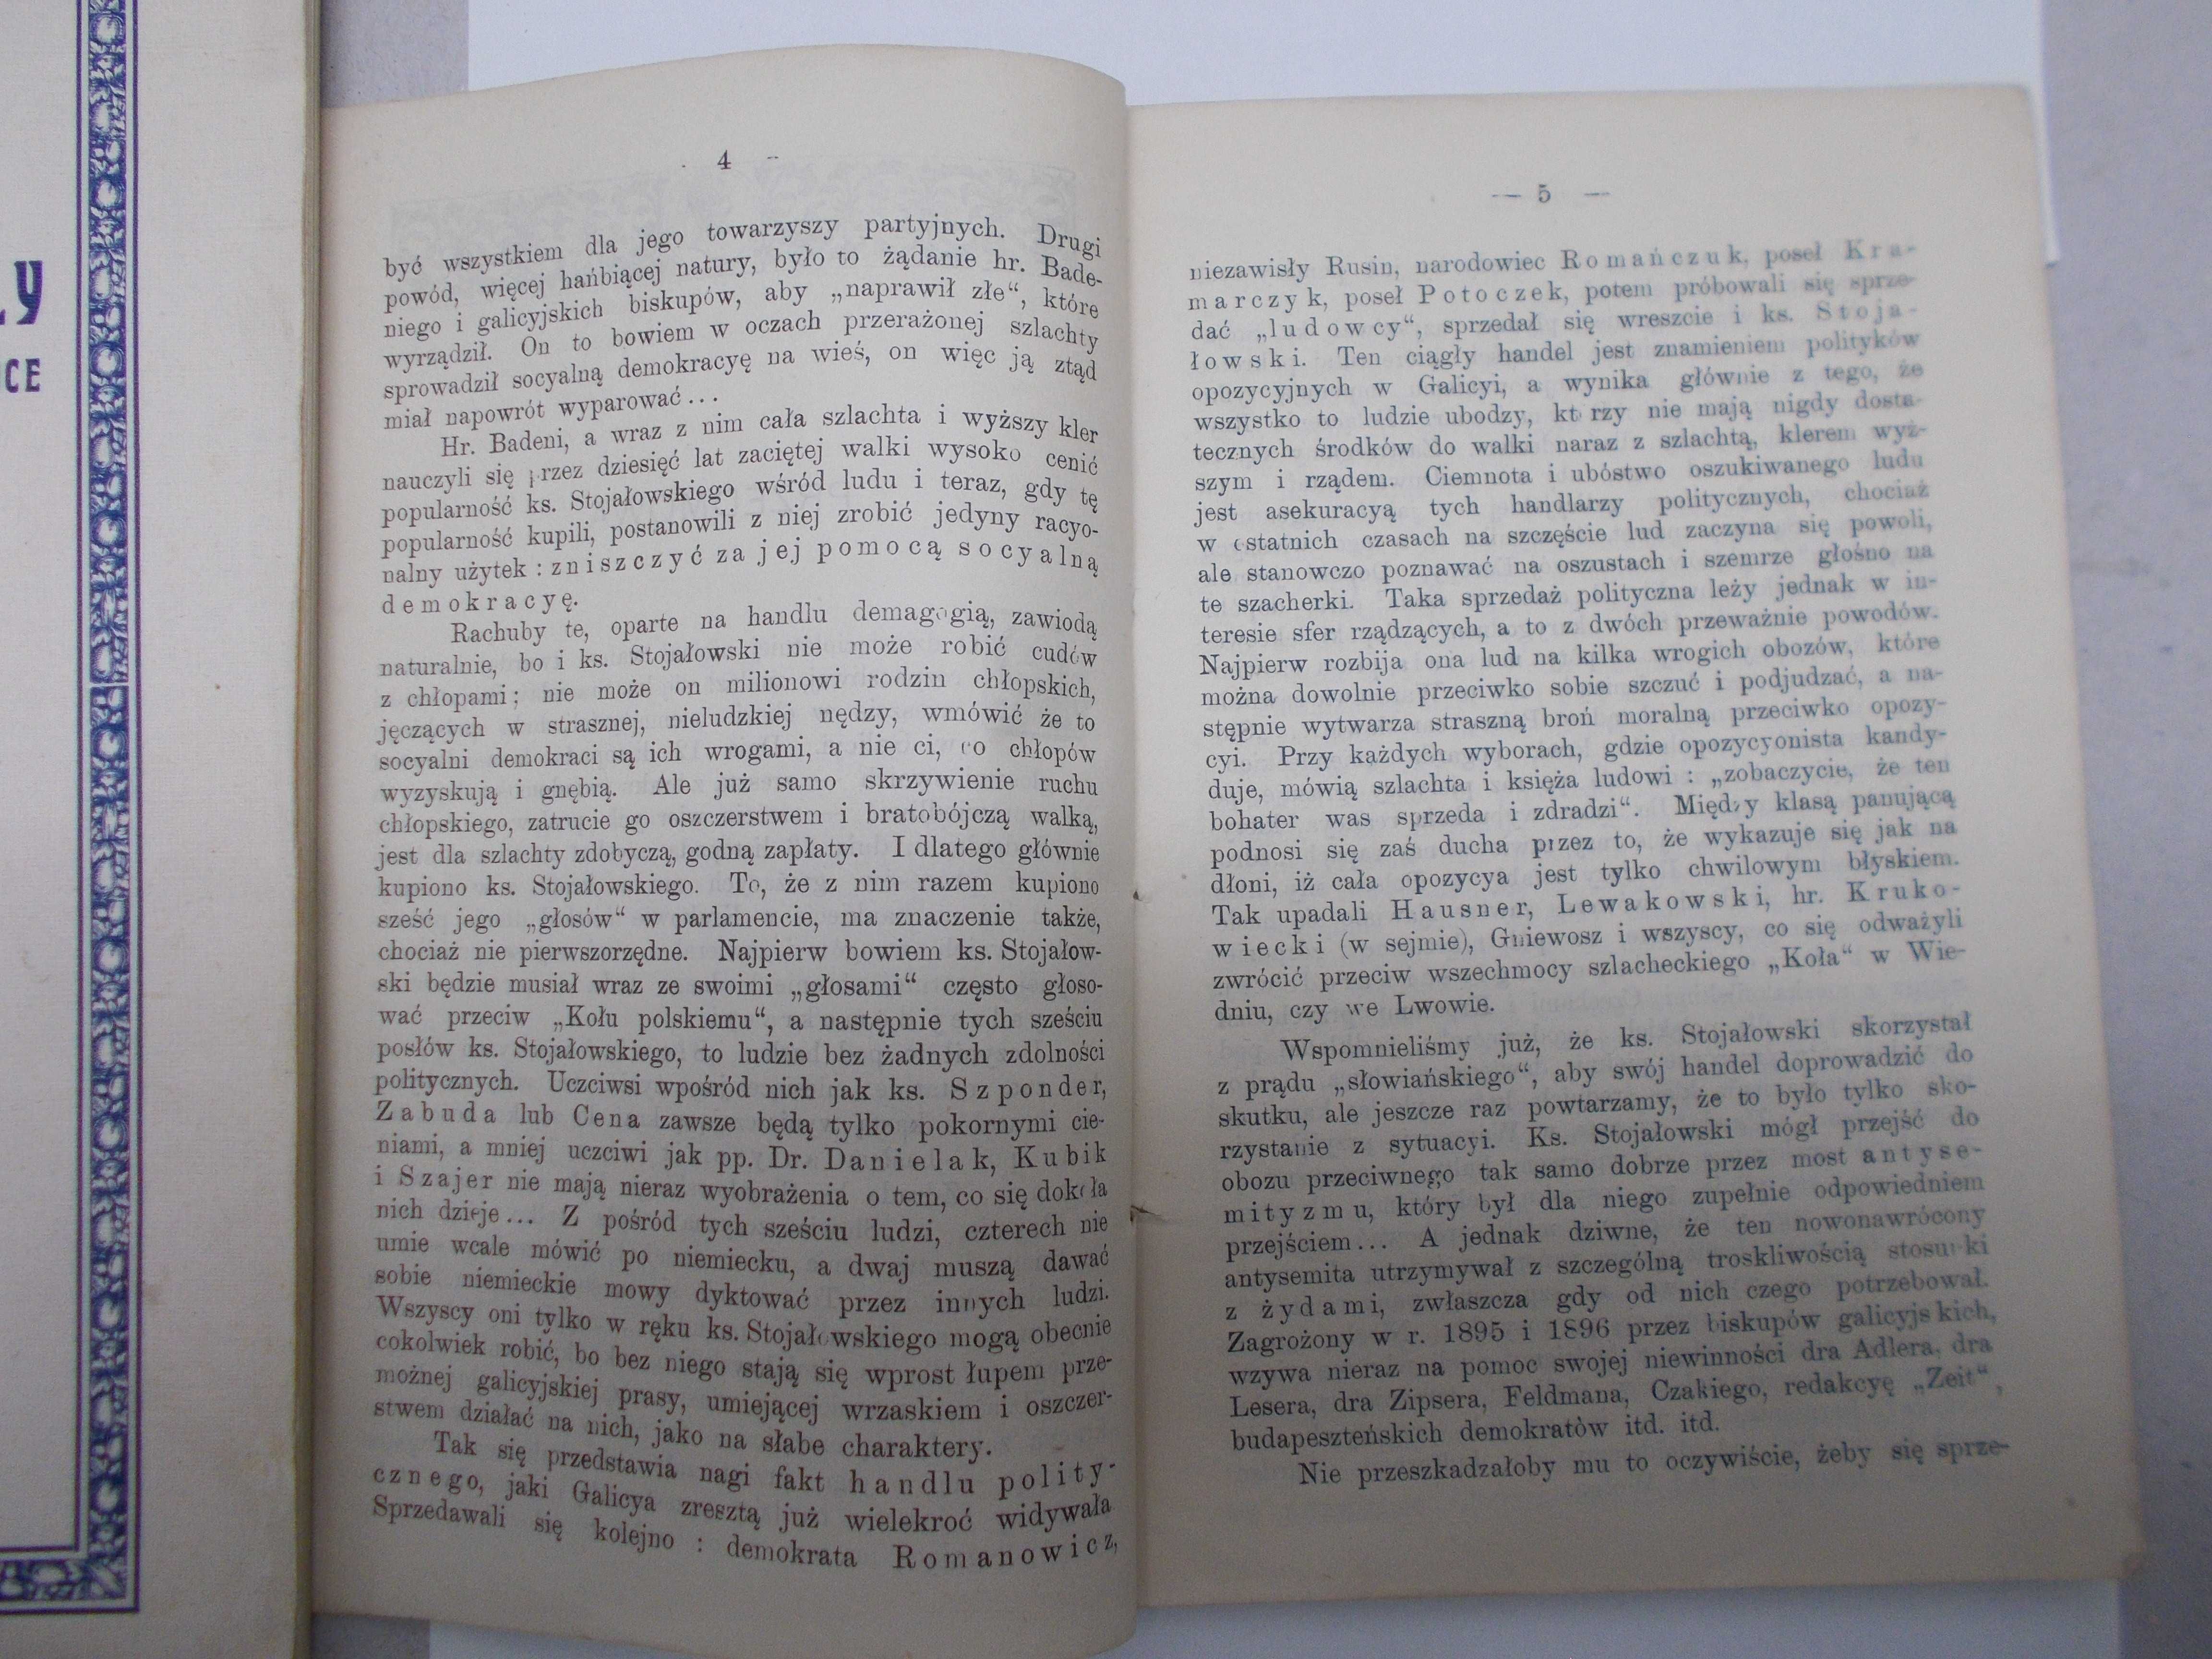 LY
CE
4 -
być wszystkiem dla jego towarzyszy partyjnych. Drugi
powód, więcej hańbiącej natury, było to żądanie hr. Bade-
niego i galicyjskich biskupów, aby „naprawił złe“, które
wyrządził. On to bowiem w oczach przerażonej szlachty
sprowadził socyalną demokracyę na wieś, on więc ją ztąd
miał napowrót wyparować...
Hr. Badeni, a wraz z nim cała szlachta i wyższy kler
nauczyli się przez dziesięć lat zaciętej walki wysoko cenić
popularność ks. Stojałowskiego wśród ludu i teraz, gdy tę
popularność kupili, postanowili z niej zrobić jedyny racyo-
nalny użytek : zniszczyć za jej pomocą socyalną
demokracyę.
Rachuby te, oparte na handlu demagogią, zawiodą
naturalnie, bo i ks. Stojałowski nie może robić cudów
z chłopami; nie może on milionowi rodzin chłopskich,
jęczących w strasznej, nieludzkiej nędzy, wmówić że to
socyalni demokraci są ich wrogami, a nie ci, co chłopów
wyzyskują i gnębią. Ale już samo skrzywienie ruchu
chłopskiego, zatrucie go oszczerstwem i bratobójczą walką,
jest dla szlachty zdobyczą, godną zapłaty. I dlatego głównie
kupiono ks. Stojałowskiego. To, że z nim razem kupiono
sześć jego „głosów“ w parlamencie, ma znaczenie także,
chociaż nie pierwszorzędne. Najpierw bowiem ks. Stojałow-
ski będzie musiał wraz ze swoimi „głosami“ często głoso-
wać przeciw „Kołu polskiemu“, a następnie tych sześciu
posłów ks. Stojałowskiego, to ludzie bez żadnych zdolności
politycznych. Uczciwsi wpośród nich jak ks. Szponder,
Zabuda lub Cena zawsze będą tylko pokornymi cie-
niami, a mniej uczciwi jak pp. Dr. Danielak, Kubik
i Szajer nie mają nieraz wyobrażenia o tem, co się dokoła
nich dzieje... Z pośród tych sześciu ludzi, czterech nie
umie wcale mówić po niemiecku, a dwaj muszą dawać
sobie niemieckie mowy dyktować przez innych ludzi.
Wszyscy oni tylko w ręku ks. Stojałowskiego mogą obecnie
cokolwiek robić, bo bez niego stają się wprost łupem prze-
możnej galicyjskiej prasy, umiejącej wrzaskiem i oszczer-
stwem działać na nich, jako na słabe charaktery.
Tak się przedstawia nagi fakt handlu polity-
cznego, jaki Galicya zresztą już wielekroć widywała
Sprzedawali się kolejno : demokrata Romanowicz,
— 5 —
niezawisły Rusin, narodowiec Romańczuk, poseł Kra-
marczyk, poseł Potoczek, potem próbowali się sprze-
dać „ludowcy“, sprzedał się wreszcie i ks. Stoja-
łowski. Ten ciągły handel jest znamieniem polityków
opozycyjnych w Galicyi, a wynika głównie z tego, że
wszystko to ludzie ubodzy, którzy nie mają nigdy dosta-
tecznych środków do walki naraz z szlachtą, klerem wyż-
szym i rządem. Ciemnota i ubóstwo oszukiwanego ludu
jest asekuracyą tych handlarzy politycznych, chociaż
w ostatnich czasach na szczęście lud zaczyna się powoli,
ale stanowczo poznawać na oszustach i szemrze głośno na
te szacherki. Taka sprzedaż polityczna leży jednak w in-
teresie sfer rządzących, a to z dwóch przeważnie powodów.
Najpierw rozbija ona lud na kilka wrogich obozów, które
można dowolnie przeciwko sobie szczuć i podjudzać, a na-
stępnie wytwarza straszną broń moralną przeciwko opozy-
cyi. Przy każdych wyborach, gdzie opozycyonista kandy-
duje, mówią szlachta i księża ludowi : „zobaczycie, że ten
bohater was sprzeda i zdradzi“. Między klasą panującą
podnosi się zaś ducha przez to, że wykazuje się jak na
dłoni, iż cała opozycya jest tylko chwilowym błyskiem.
Tak upadali Hausner, Lewakowski, hr. Kruko-
wiecki (w sejmie), Gniewosz i wszyscy, co się odważyli
zwrócić przeciw wszechmocy szlacheckiego „Koła“ w Wie-
dniu, czy we Lwowie.
Wspomnieliśmy już, że ks. Stojałowski skorzystał
z prądu „słowiańskiego“, aby swój handel doprowadzić do
skutku, ale jeszcze raz powtarzamy, że to było tylko sko-
rzystanie z sytuacyi. Ks. Stojałowski mógł przejść do
obozu przeciwnego tak samo dobrze przez most antyse-
mityzmu, który był dla niego zupełnie odpowiedniem
przejściem... A jednak dziwne, że ten nowonawrócony
antysemita utrzymywał z szczególną troskliwością stosunki
z żydami, zwłaszcza gdy od nich czego potrzebował.
Zagrożony w r. 1895 i 1896 przez biskupów galicyjskich,
wzywa nieraz na pomoc swojej niewinności dra Adlera, dra
Lesera, dra Zipsera, Feldmana, Czakiego, redakcyę „Zeit“,
budapeszteńskich demokratów itd. itd.
Nie przeszkadzałoby mu to oczywiście, żeby się sprze-